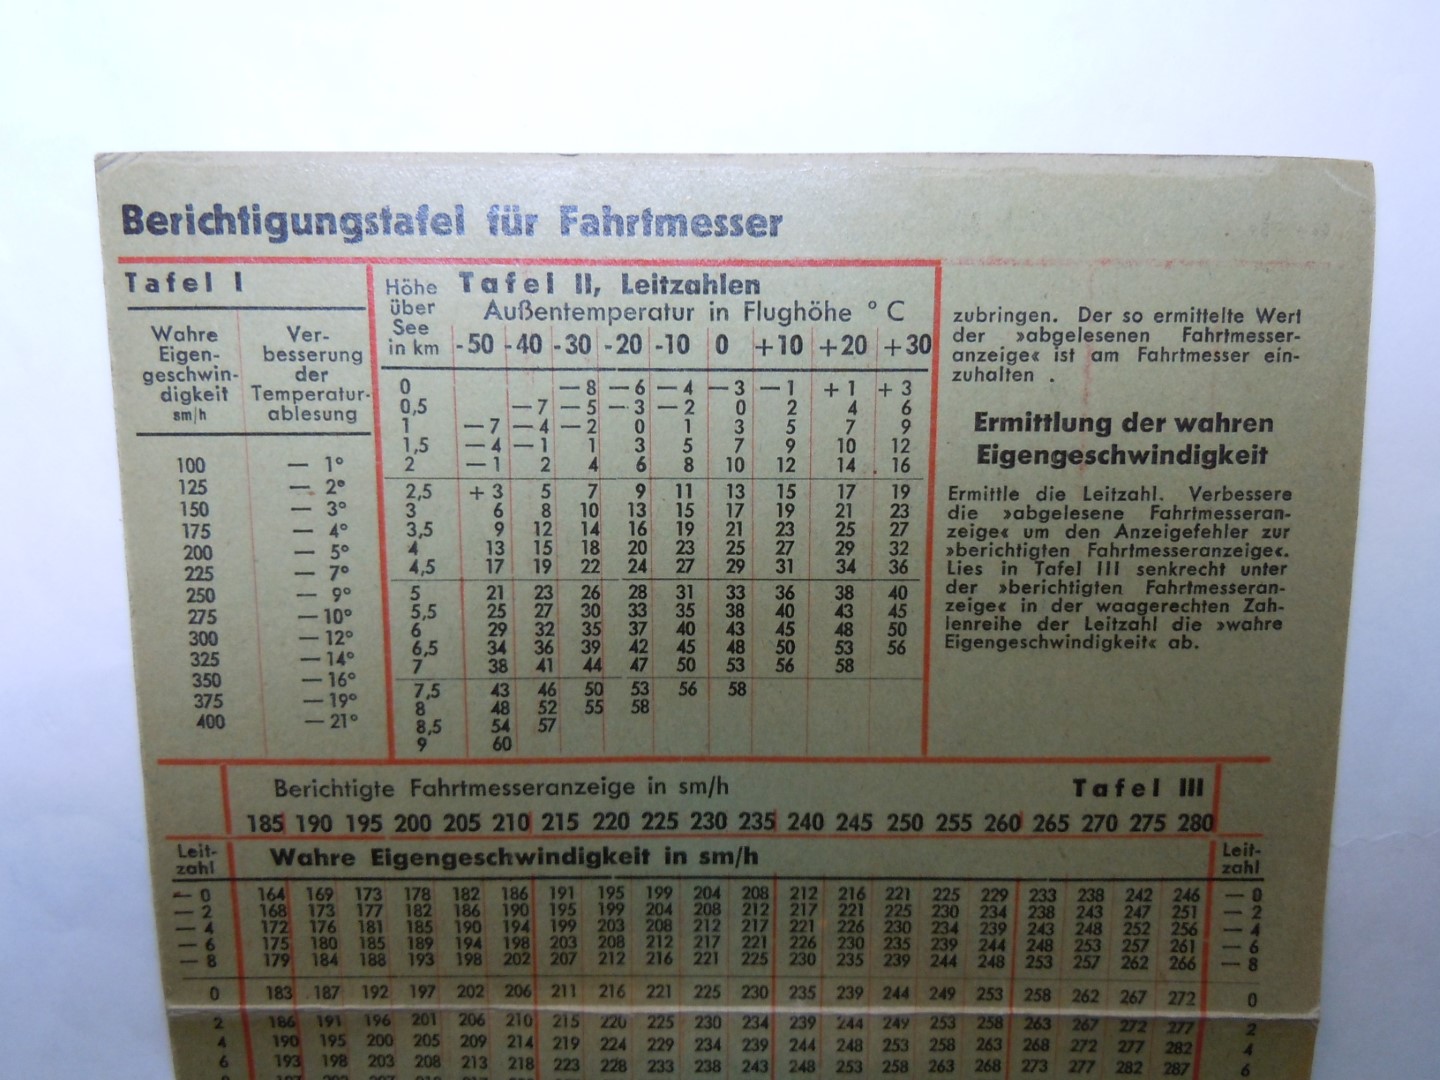 Berichtigungstafel für Fahrtmesser
Tafel I
Wahre Eigen-geschwin-digkeit sm/h
Ver-besserung der Temperatur-ablesung
100 — 1°
125 — 2°
150 — 3°
175 — 4°
200 — 5°
225 — 7°
250 — 9°
275 — 10°
300 — 12°
325 — 14°
350 — 16°
375 — 19°
400 — 21°
Höhe über See in km
Tafel II, Leitzahlen
Außentemperatur in Flughöhe ° C
-50 -40 -30 -20 -10 0 +10 +20 +30
0 — 8 — 6 — 4 — 3 — 1 + 1 + 3
0,5 — 7 — 5 — 3 — 2 0 2 4 6
1 — 7 — 4 — 2 0 1 3 5 7 9
1,5 — 4 — 1 1 3 5 7 9 10 12
2 — 1 2 4 6 8 10 12 14 16
2,5 + 3 5 7 9 11 13 15 17 19
3 6 8 10 13 15 17 19 21 23
3,5 9 12 14 16 19 21 23 25 27
4 13 15 18 20 23 25 27 29 32
4,5 17 19 22 24 27 29 31 34 36
5 21 23 26 28 31 33 36 38 40
5,5 25 27 30 33 35 38 40 43 45
6 29 32 35 37 40 43 45 48 50
6,5 34 36 39 42 45 48 50 53 56
7 38 41 44 47 50 53 56 58
7,5 43 46 50 53 56 58
8 48 52 55 58
8,5 54 57
9 60
zubringen. Der so ermittelte Wert
der »abgelesenen Fahrtmesser-
anzeige« ist am Fahrtmesser ein-
zuhalten .
Ermittlung der wahren
Eigengeschwindigkeit
Ermittle die Leitzahl. Verbessere
die »abgelesene Fahrtmesseran-
zeige« um den Anzeigefehler zur
»berichtigten Fahrtmesseranzeige«.
Lies in Tafel III senkrecht unter
der »berichtigten Fahrtmesseran-
zeige« in der waagerechten Zah-
lenreihe der Leitzahl die »wahre
Eigengeschwindigkeit« ab.
Berichtigte Fahrtmesseranzeige in sm/h Tafel III
185 190 195 200 205 210 215 220 225 230 235 240 245 250 255 260 265 270 275 280
Leit-zahl Wahre Eigengeschwindigkeit in sm/h Leit-zahl
— 0 164 169 173 178 182 186 191 195 199 204 208 212 216 221 225 229 233 238 242 246 — 0
— 2 168 173 177 182 186 190 195 199 204 208 212 217 221 225 230 234 238 243 247 251 — 2
— 4 172 176 181 185 190 194 199 203 208 212 217 221 226 230 234 239 243 248 252 256 — 4
— 6 175 180 185 189 194 198 203 208 212 217 221 226 230 235 239 244 248 253 257 261 — 6
— 8 179 184 188 193 198 202 207 212 216 221 225 230 235 239 244 248 253 257 262 266 — 8
0 183 187 192 197 202 206 211 216 221 225 230 235 239 244 249 253 258 262 267 272 0
2 186 191 196 201 206 210 215 220 225 230 234 239 244 249 253 258 263 267 272 277 2
4 190 195 200 205 209 214 219 224 229 234 239 244 248 253 258 263 268 272 277 282 4
6 193 198 203 208 213 218 223 228 233 238 243 248 253 258 263 268 273 277 282 287 6